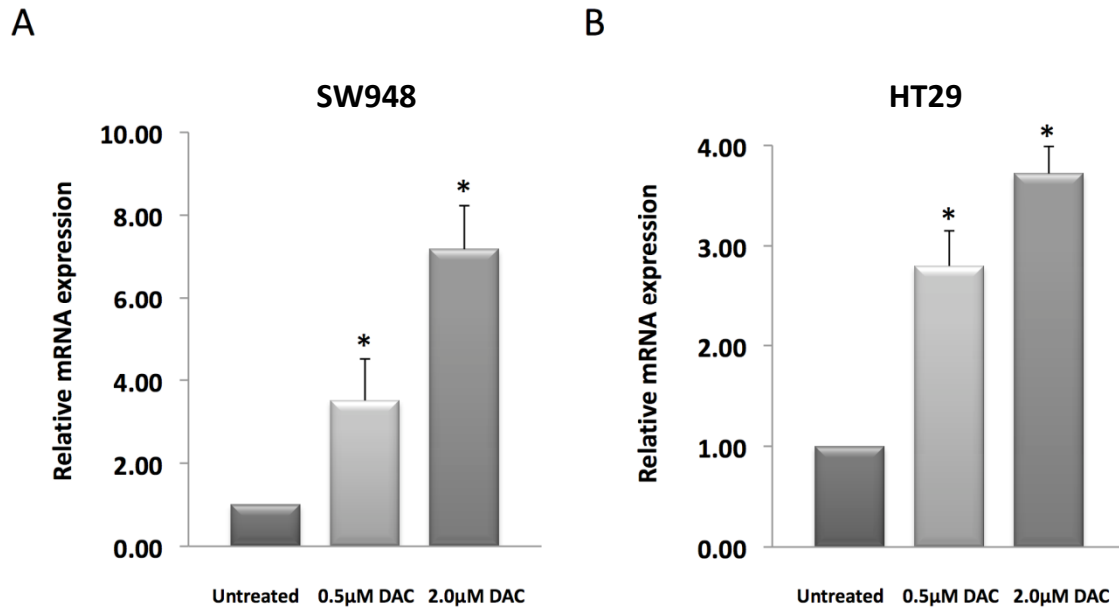 A
SW948
Relative mRNA expression
10.00
8.00
6.00
4.00
2.00
0.00
*
*
Untreated 0.5µM DAC 2.0µM DAC
B
HT29
Relative mRNA expression
4.00
3.00
2.00
1.00
0.00
*
*
Untreated 0.5µM DAC 2.0µM DAC